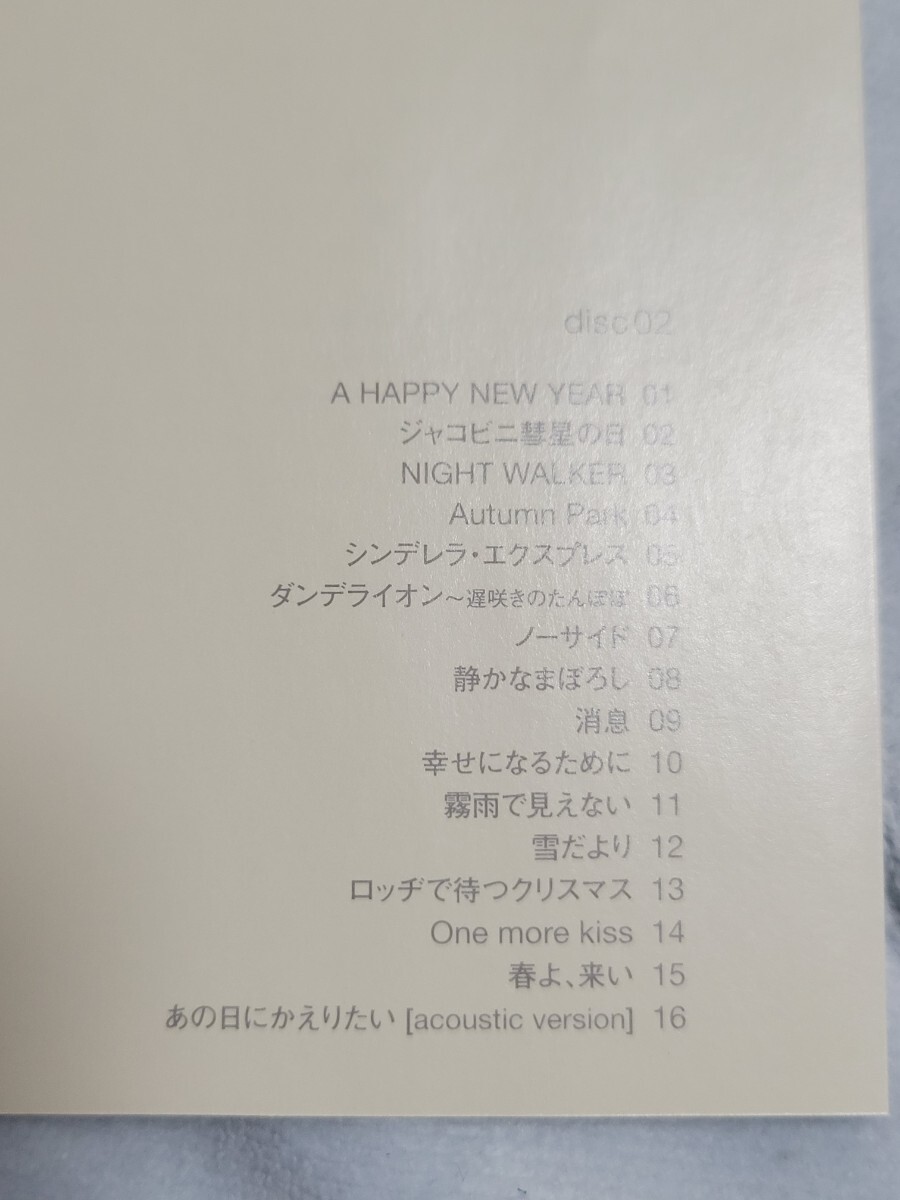 disc02
A HAPPY NEW YEAR 01
ジャコビニ彗星の日 02
NIGHT WALKER 03
Autumn Park 04
シンデレラ・エクスプレス 05
ダンデライオン～遅咲きのたんぽぽ 06
ノーサイド 07
静かなまぼろし 08
消息 09
幸せになるために 10
霧雨で見えない 11
雪だより 12
ロッヂで待つクリスマス 13
One more kiss 14
春よ、来い 15
あの日にかえりたい [acoustic version] 16